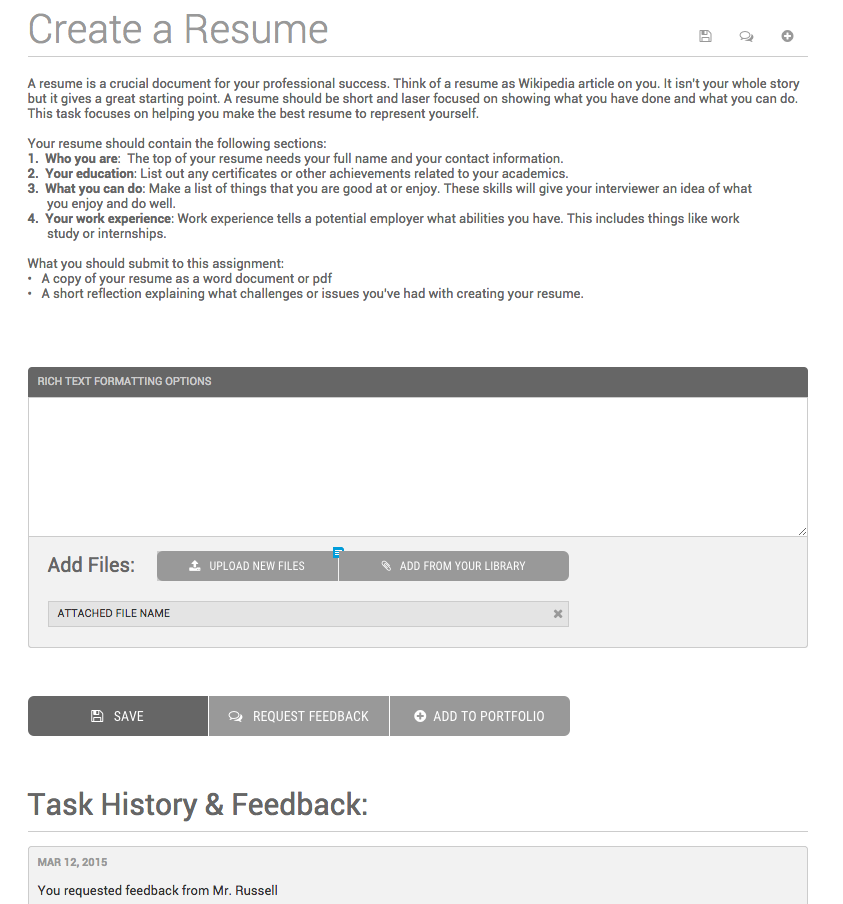 Create a Resume
A resume is a crucial document for your professional success. Think of a resume as Wikipedia article on you. It isn't your whole story
but it gives a great starting point. A resume should be short and laser focused on showing what you have done and what you can do.
This task focuses on helping you make the best resume to represent yourself.
Your resume should contain the following sections:
1. Who you are: The top of your resume needs your full name and your contact information.
2. Your education: List out any certificates or other achievements related to your academics.
3. What you can do: Make a list of things that you are good at or enjoy. These skills will give your interviewer an idea of what
you enjoy and do well.
4. Your work experience: Work experience tells a potential employer what abilities you have. This includes things like work
study or internships.
What you should submit to this assignment:
• A copy of your resume as a word document or pdf
• A short reflection explaining what challenges or issues you've had with creating your resume.
RICH TEXT FORMATTING OPTIONS
Add Files: UPLOAD NEW FILES ADD FROM YOUR LIBRARY
ATTACHED FILE NAME
SAVE REQUEST FEEDBACK ADD TO PORTFOLIO
Task History & Feedback:
MAR 12, 2015
You requested feedback from Mr. Russell